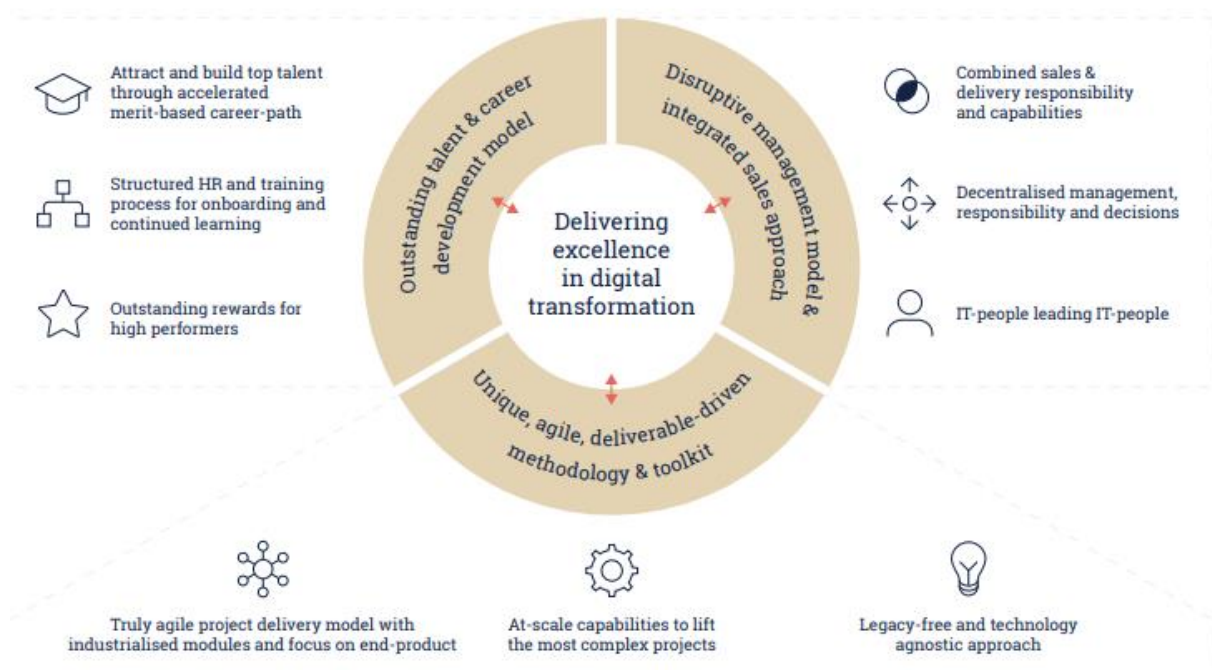 Attract and build top talent
through accelerated
merit-based career-path
Structured HR and training
process for onboarding and
continued learning
Outstanding rewards for
high performers
Outstanding talent & career
development model
Disruptive management model &
integrated sales approach
Delivering
excellence
in digital
transformation
Unique, agile, deliverable-driven
methodology & toolkit
Combined sales &
delivery responsibility
and capabilities
Decentralised management,
responsibility and decisions
IT-people leading IT-people
Truly agile project delivery model with
industrialised modules and focus on end-product
At-scale capabilities to lift
the most complex projects
Legacy-free and technology
agnostic approach